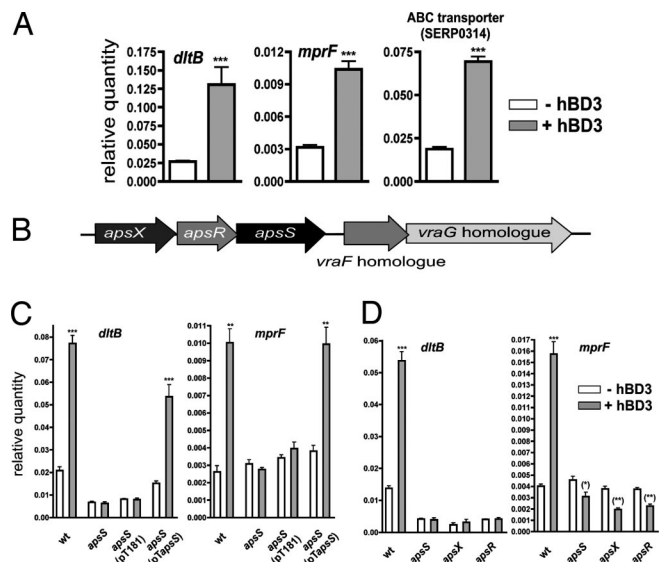 A
relative quantity
dltB
***
0.175
0.150
0.125
0.100
0.075
0.050
0.025
0.000
mprF
***
0.012
0.009
0.006
0.003
0.000
ABC transporter
(SERP0314)
***
0.075
0.050
0.025
0.000
- hBD3
+ hBD3
B
apsX
apsR
apsS
vraG homologue
vraF homologue
C
relative quantity
dltB
***
***
0.08
0.07
0.06
0.05
0.04
0.03
0.02
0.01
0.00
wt
apsS
apsS (pT181)
apsS (pTapsS)
mprF
**
**
0.011
0.010
0.009
0.008
0.007
0.006
0.005
0.004
0.003
0.002
0.001
0.000
wt
apsS
apsS (pT181)
apsS (pTapsS)
D
dltB
***
0.06
0.05
0.04
0.03
0.02
0.01
0.00
wt
apsS
apsX
apsR
mprF
***
(*)
(**)
(**)
0.017
0.016
0.015
0.014
0.013
0.012
0.011
0.010
0.009
0.008
0.007
0.006
0.005
0.004
0.003
0.002
0.001
0.000
wt
apsS
apsX
apsR
- hBD3
+ hBD3